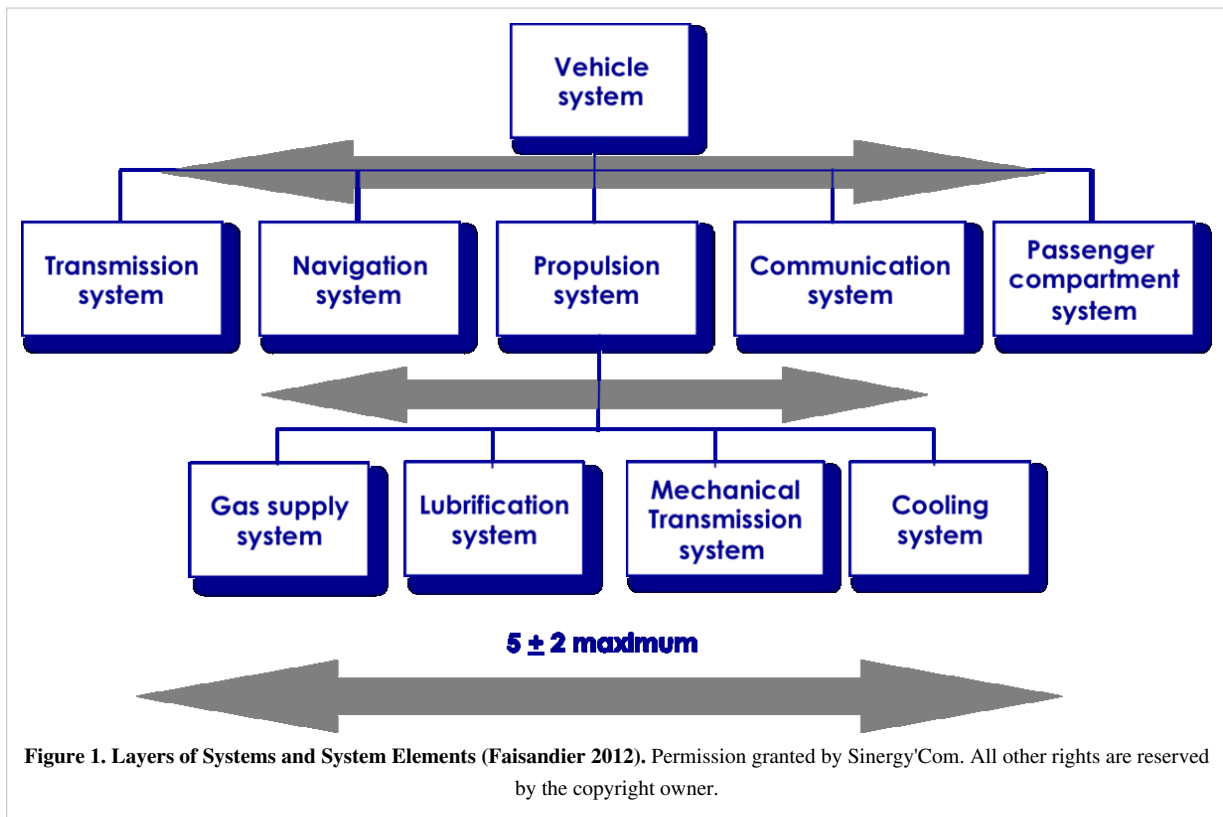 Vehicle
system
Transmission
system
Navigation
system
Propulsion
system
Communication
system
Passenger
compartment
system
Gas supply
system
Lubrification
system
Mechanical
Transmission
system
Cooling
system
5 ± 2 maximum
Figure 1. Layers of Systems and System Elements (Faisandier 2012). Permission granted by Sinergy'Com. All other rights are reserved
by the copyright owner.